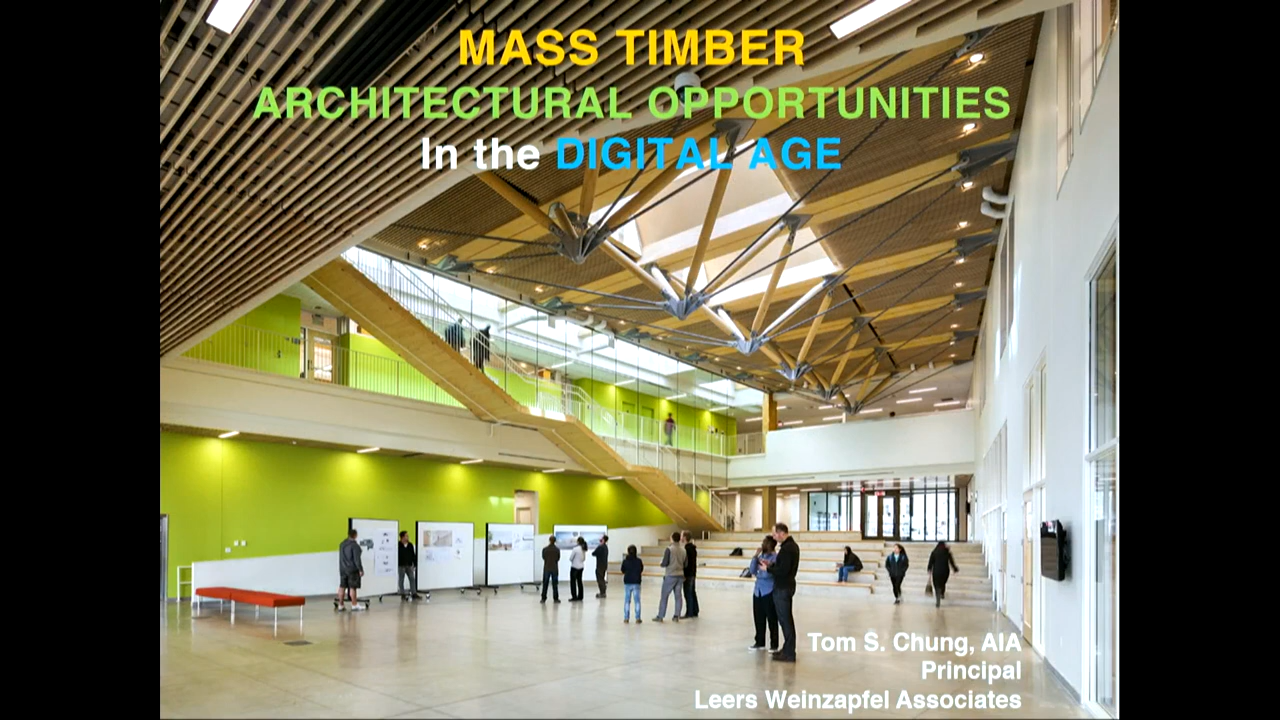 MASS TIMBER
ARCHITECTURAL OPPORTUNITIES
In the DIGITAL AGE
Tom S. Chung, AIA
Principal
Leers Weinzapfel Associates